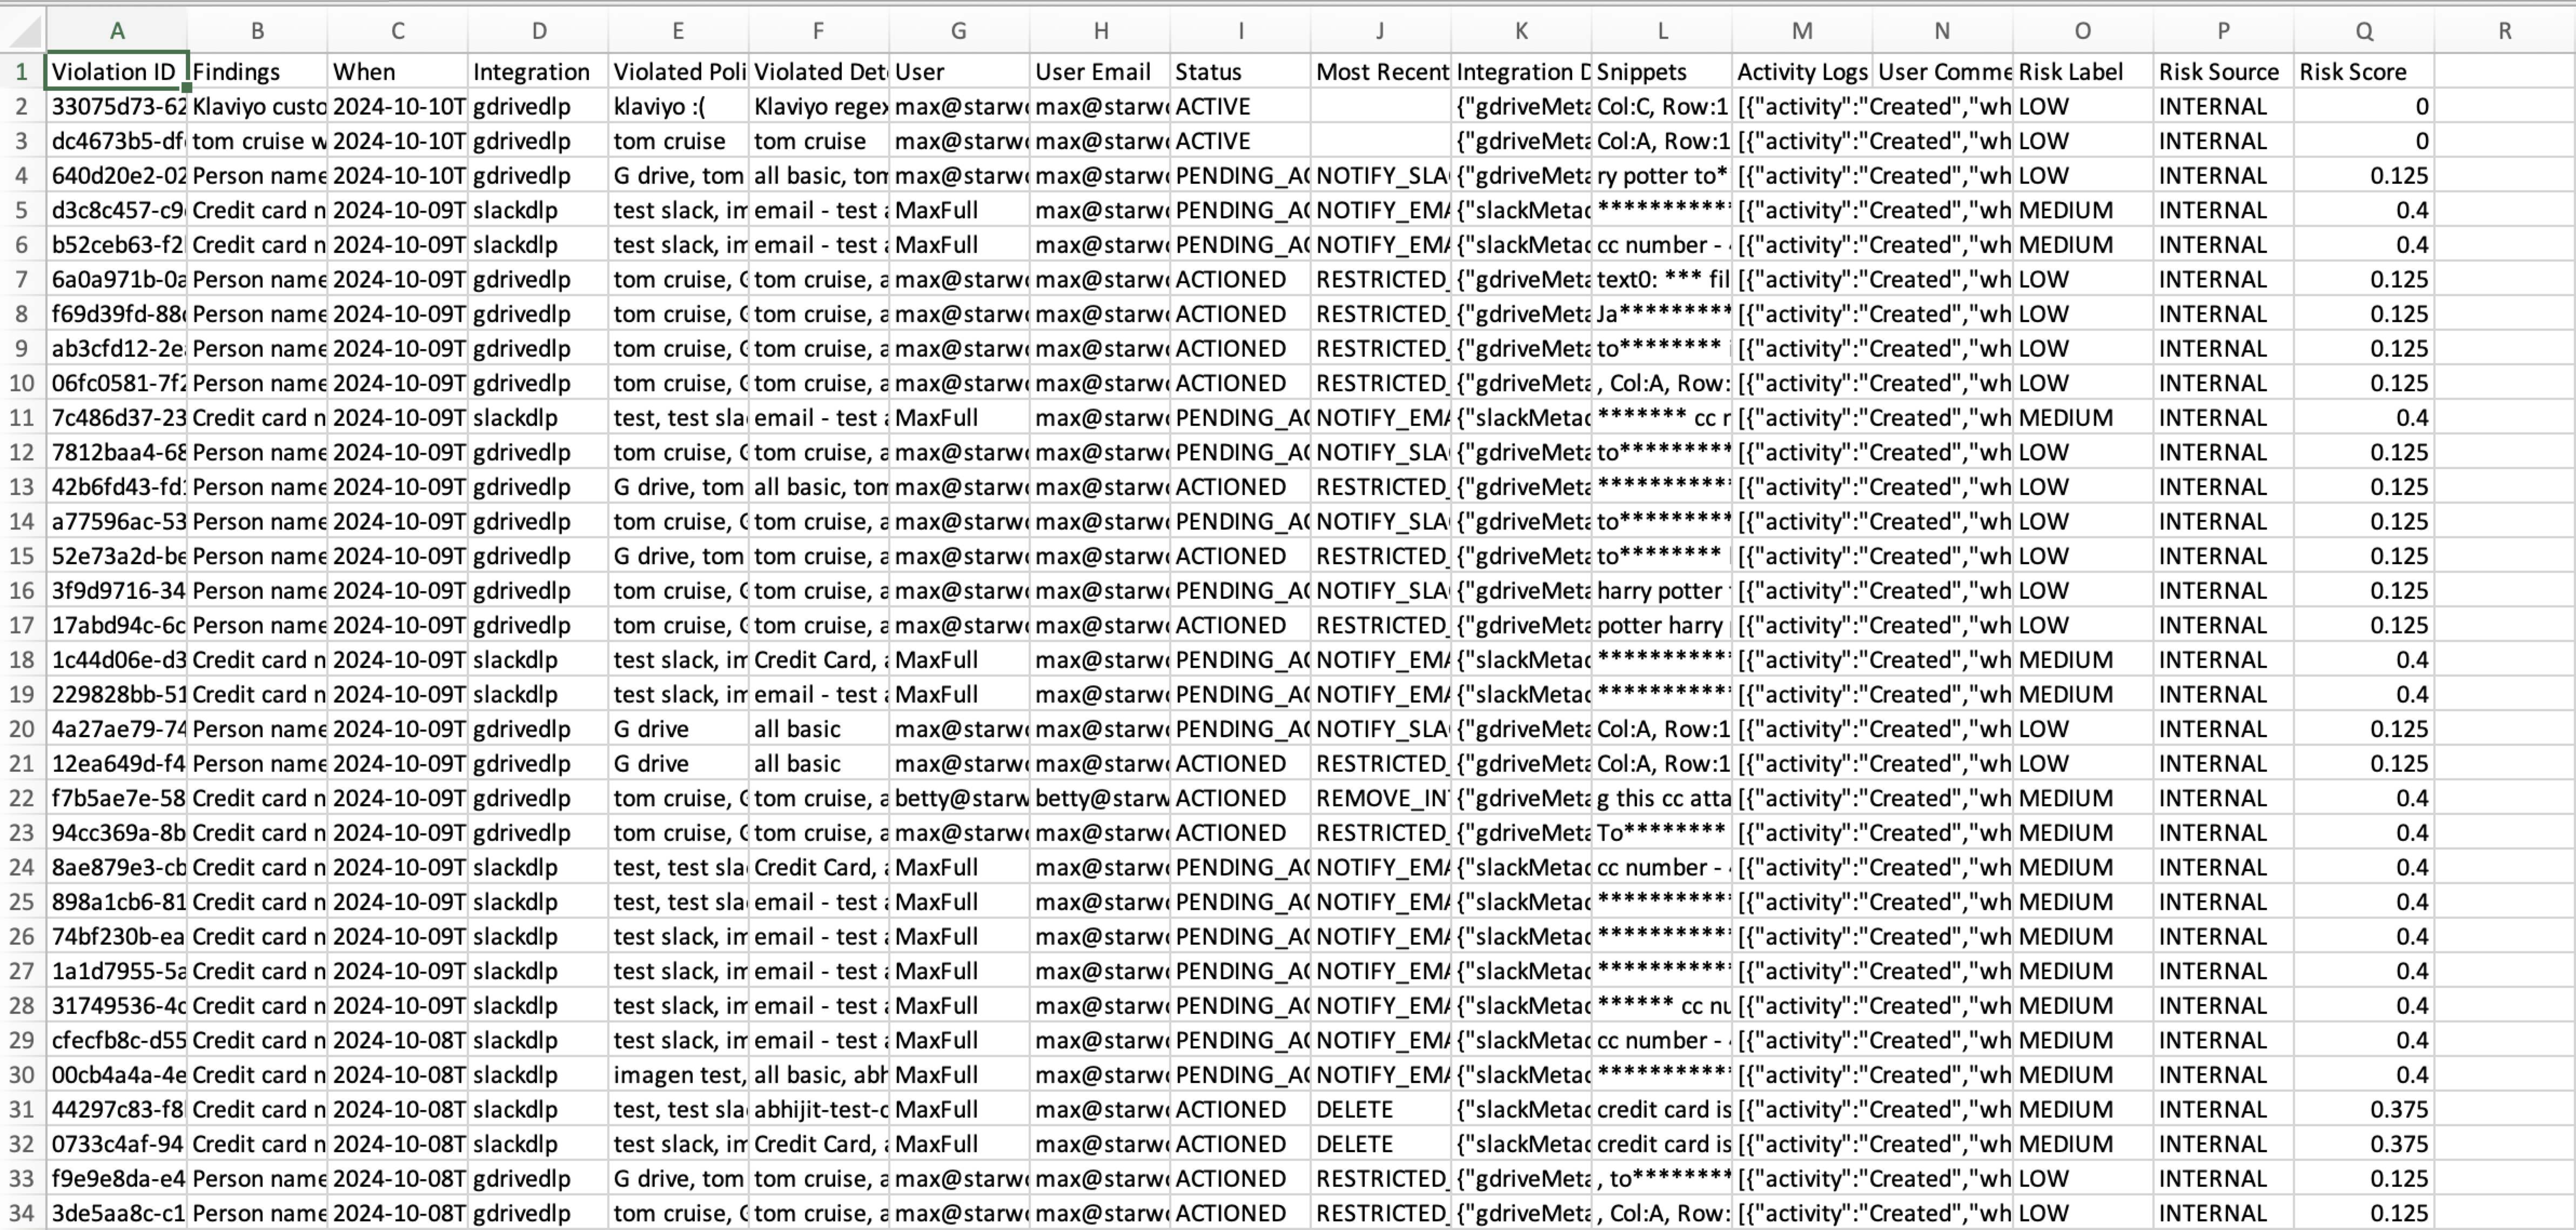 A B C D E F G H I J K L M N O P Q R
1 Violation ID Findings When Integration Violated Poli Violated Det User User Email Status Most Recent Integration D Snippets Activity Logs User Comme Risk Label Risk Source Risk Score
2 33075d73-62 Klaviyo custo 2024-10-10T gdrivedlp klaviyo :( Klaviyo regex max@starw max@starw ACTIVE {"gdriveMeta Col:C, Row:1 [{"activity":"Created","wh LOW INTERNAL 0
3 dc4673b5-df tom cruise w 2024-10-10T gdrivedlp tom cruise tom cruise max@starw max@starw ACTIVE {"gdriveMeta Col:A, Row:1 [{"activity":"Created","wh LOW INTERNAL 0
4 640d20e2-02 Person name 2024-10-10T gdrivedlp G drive, tom all basic, tom max@starw max@starw PENDING_A NOTIFY_SLA {"gdriveMeta ry potter to* [{"activity":"Created","wh LOW INTERNAL 0.125
5 d3c8c457-c9 Credit card n 2024-10-09T slackdlp test slack, im email - test a MaxFull max@starw PENDING_A NOTIFY_EMA {"slackMetad ********** [{"activity":"Created","wh MEDIUM INTERNAL 0.4
6 b52ceb63-f2 Credit card n 2024-10-09T slackdlp test slack, im email - test a MaxFull max@starw PENDING_A NOTIFY_EMA {"slackMetad cc number - [{"activity":"Created","wh MEDIUM INTERNAL 0.4
7 6a0a971b-0a Person name 2024-10-09T gdrivedlp tom cruise, G tom cruise, a max@starw max@starw ACTIONED RESTRICTED_ {"gdriveMeta text0: *** fil [{"activity":"Created","wh LOW INTERNAL 0.125
8 f69d39fd-88 Person name 2024-10-09T gdrivedlp tom cruise, G tom cruise, a max@starw max@starw ACTIONED RESTRICTED_ {"gdriveMeta Ja********* [{"activity":"Created","wh LOW INTERNAL 0.125
9 ab3cfd12-2e Person name 2024-10-09T gdrivedlp tom cruise, G tom cruise, a max@starw max@starw ACTIONED RESTRICTED_ {"gdriveMeta to******** [{"activity":"Created","wh LOW INTERNAL 0.125
10 06fc0581-7f2 Person name 2024-10-09T gdrivedlp tom cruise, G tom cruise, a max@starw max@starw ACTIONED RESTRICTED_ {"gdriveMeta , Col:A, Row: [{"activity":"Created","wh LOW INTERNAL 0.125
11 7c486d37-23 Credit card n 2024-10-09T slackdlp test, test sla email - test a MaxFull max@starw PENDING_A NOTIFY_EMA {"slackMetad ******* cc n [{"activity":"Created","wh MEDIUM INTERNAL 0.4
12 7812baa4-68 Person name 2024-10-09T gdrivedlp tom cruise, G tom cruise, a max@starw max@starw PENDING_A NOTIFY_SLA {"gdriveMeta to********* [{"activity":"Created","wh LOW INTERNAL 0.125
13 42b6fd43-fd Person name 2024-10-09T gdrivedlp G drive, tom all basic, tom max@starw max@starw ACTIONED RESTRICTED_ {"gdriveMeta ********** [{"activity":"Created","wh LOW INTERNAL 0.125
14 a77596ac-53 Person name 2024-10-09T gdrivedlp tom cruise, G tom cruise, a max@starw max@starw PENDING_A NOTIFY_SLA {"gdriveMeta to********* [{"activity":"Created","wh LOW INTERNAL 0.125
15 52e73a2d-be Person name 2024-10-09T gdrivedlp G drive, tom tom cruise, a max@starw max@starw ACTIONED RESTRICTED_ {"gdriveMeta to******** [{"activity":"Created","wh LOW INTERNAL 0.125
16 3f9d9716-34 Person name 2024-10-09T gdrivedlp tom cruise, G tom cruise, a max@starw max@starw PENDING_A NOTIFY_SLA {"gdriveMeta harry potter [{"activity":"Created","wh LOW INTERNAL 0.125
17 17abd94c-6c Person name 2024-10-09T gdrivedlp tom cruise, G tom cruise, a max@starw max@starw ACTIONED RESTRICTED_ {"gdriveMeta potter harry [{"activity":"Created","wh LOW INTERNAL 0.125
18 1c44d06e-d3 Credit card n 2024-10-09T slackdlp test slack, im Credit Card, a MaxFull max@starw PENDING_A NOTIFY_EMA {"slackMetad ********** [{"activity":"Created","wh MEDIUM INTERNAL 0.4
19 229828bb-51 Credit card n 2024-10-09T slackdlp test slack, im email - test a MaxFull max@starw PENDING_A NOTIFY_EMA {"slackMetad ********** [{"activity":"Created","wh MEDIUM INTERNAL 0.4
20 4a27ae79-74 Person name 2024-10-09T gdrivedlp G drive all basic max@starw max@starw PENDING_A NOTIFY_SLA {"gdriveMeta Col:A, Row:1 [{"activity":"Created","wh LOW INTERNAL 0.125
21 12ea649d-f4 Person name 2024-10-09T gdrivedlp G drive all basic max@starw max@starw ACTIONED RESTRICTED_ {"gdriveMeta Col:A, Row:1 [{"activity":"Created","wh LOW INTERNAL 0.125
22 f7b5ae7e-58 Credit card n 2024-10-09T gdrivedlp tom cruise, G tom cruise, a betty@starw betty@starw ACTIONED REMOVE_IN {"gdriveMeta g this cc atta [{"activity":"Created","wh MEDIUM INTERNAL 0.4
23 94cc369a-8b Credit card n 2024-10-09T gdrivedlp tom cruise, G tom cruise, a max@starw max@starw ACTIONED RESTRICTED_ {"gdriveMeta To******** [{"activity":"Created","wh MEDIUM INTERNAL 0.4
24 8ae879e3-cb Credit card n 2024-10-09T slackdlp test, test sla Credit Card, a MaxFull max@starw PENDING_A NOTIFY_EMA {"slackMetad cc number - [{"activity":"Created","wh MEDIUM INTERNAL 0.4
25 898a1cb6-81 Credit card n 2024-10-09T slackdlp test, test sla email - test a MaxFull max@starw PENDING_A NOTIFY_EMA {"slackMetad ********** [{"activity":"Created","wh MEDIUM INTERNAL 0.4
26 74bf230b-ea Credit card n 2024-10-09T slackdlp test slack, im email - test a MaxFull max@starw PENDING_A NOTIFY_EMA {"slackMetad ********** [{"activity":"Created","wh MEDIUM INTERNAL 0.4
27 1a1d7955-5a Credit card n 2024-10-09T slackdlp test slack, im email - test a MaxFull max@starw PENDING_A NOTIFY_EMA {"slackMetad ********** [{"activity":"Created","wh MEDIUM INTERNAL 0.4
28 31749536-4c Credit card n 2024-10-09T slackdlp test slack, im email - test a MaxFull max@starw PENDING_A NOTIFY_EMA {"slackMetad ****** cc nu [{"activity":"Created","wh MEDIUM INTERNAL 0.4
29 cfecfb8c-d55 Credit card n 2024-10-08T slackdlp test slack, im email - test a MaxFull max@starw PENDING_A NOTIFY_EMA {"slackMetad cc number - [{"activity":"Created","wh MEDIUM INTERNAL 0.4
30 00cb4a4a-4e Credit card n 2024-10-08T slackdlp imagen test, all basic, abh MaxFull max@starw PENDING_A NOTIFY_EMA {"slackMetad ********** [{"activity":"Created","wh MEDIUM INTERNAL 0.4
31 44297c83-f8 Credit card n 2024-10-08T slackdlp test, test sla abhijit-test-c MaxFull max@starw ACTIONED DELETE {"slackMetad credit card is [{"activity":"Created","wh MEDIUM INTERNAL 0.375
32 0733c4af-94 Credit card n 2024-10-08T slackdlp test slack, im Credit Card, a MaxFull max@starw ACTIONED DELETE {"slackMetad credit card is [{"activity":"Created","wh MEDIUM INTERNAL 0.375
33 f9e9e8da-e4 Person name 2024-10-08T gdrivedlp G drive, tom tom cruise, a max@starw max@starw ACTIONED RESTRICTED_ {"gdriveMeta , to******** [{"activity":"Created","wh LOW INTERNAL 0.125
34 3de5aa8c-c1 Person name 2024-10-08T gdrivedlp tom cruise, G tom cruise, a max@starw max@starw ACTIONED RESTRICTED_ {"gdriveMeta , Col:A, Row: [{"activity":"Created","wh LOW INTERNAL 0.125